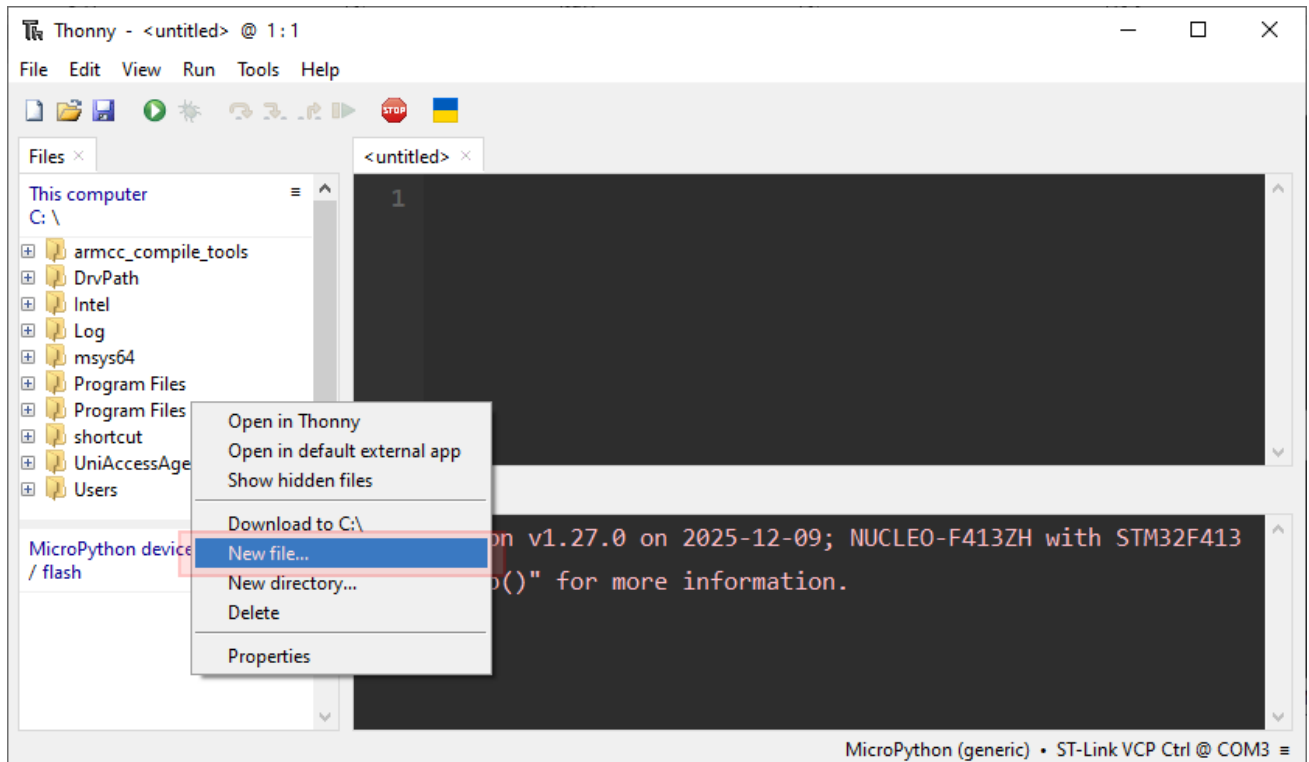 Thonny - <untitled> @ 1 : 1
File Edit View Run Tools Help
STOP
Files
<untitled>
This computer
C: \
1
armcc_compile_tools
DrvPath
Intel
Log
msys64
Program Files
Program Files
shortcut
UniAccessAge
Users
Open in Thonny
Open in default external app
Show hidden files
Download to C:\
New file...
New directory...
Delete
Properties
MicroPython device
/ flash
on v1.27.0 on 2025-12-09; NUCLEO-F413ZH with STM32F413
()" for more information.
MicroPython (generic) • ST-Link VCP Ctrl @ COM3 ≡